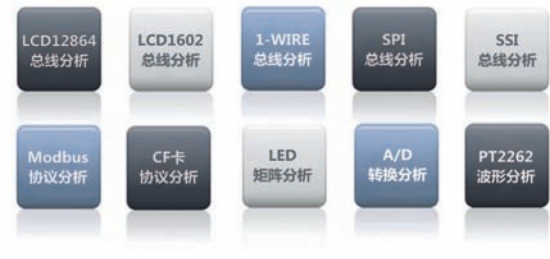 LCD12864
总线分析
LCD1602
总线分析
1-WIRE
总线分析
SPI
总线分析
SSI
总线分析
Modbus
协议分析
CF卡
协议分析
LED
矩阵分析
A/D
转换分析
PT2262
波形分析